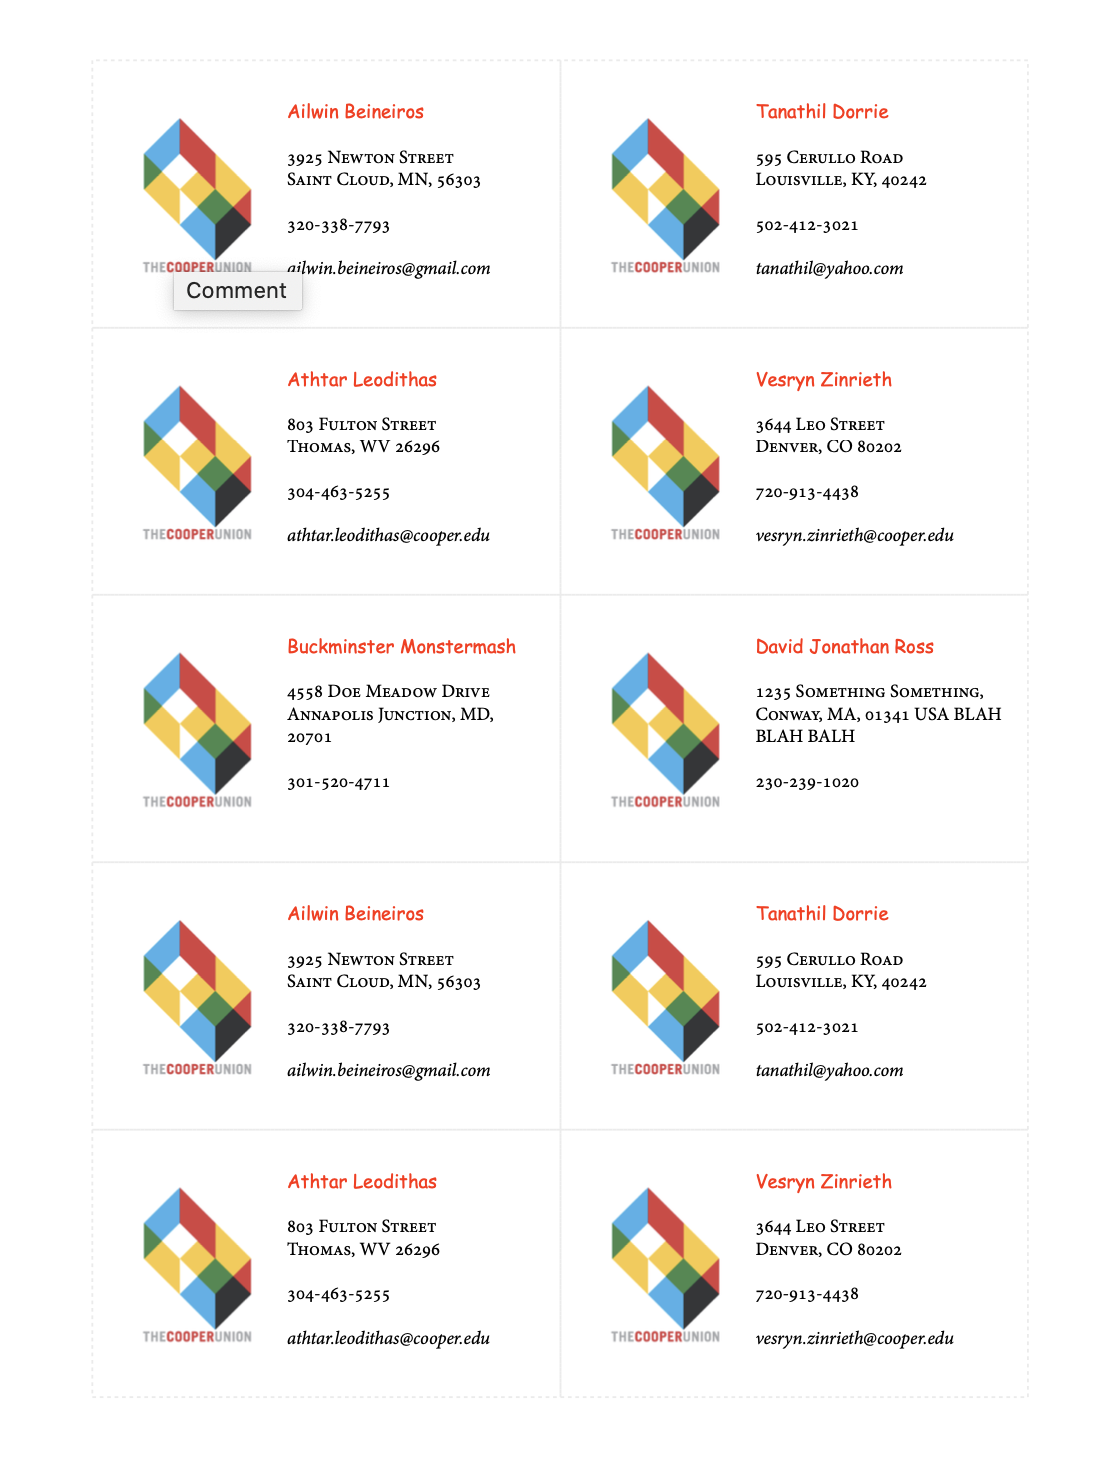 Ailwin Beineiros
3925 Newton Street
Saint Cloud, MN, 56303
320-338-7793
ailwin.beineiros@gmail.com
THECOOPERUNION
Comment
Tanathil Dorrie
595 Cerullo Road
Louisville, KY, 40242
502-412-3021
tanathil@yahoo.com
THECOOPERUNION
Athtar Leodithas
803 Fulton Street
Thomas, WV 26296
304-463-5255
athtar.leodithas@cooper.edu
THECOOPERUNION
Vesryn Zinrieth
3644 Leo Street
Denver, CO 80202
720-913-4438
vesryn.zinrieth@cooper.edu
THECOOPERUNION
Buckminster Monstermash
4558 Doe Meadow Drive
Annapolis Junction, MD,
20701
301-520-4711
THECOOPERUNION
David Jonathan Ross
1235 Something Something,
Conway, MA, 01341 USA BLAH
BLAH BALH
230-239-1020
THECOOPERUNION
Ailwin Beineiros
3925 Newton Street
Saint Cloud, MN, 56303
320-338-7793
ailwin.beineiros@gmail.com
THECOOPERUNION
Tanathil Dorrie
595 Cerullo Road
Louisville, KY, 40242
502-412-3021
tanathil@yahoo.com
THECOOPERUNION
Athtar Leodithas
803 Fulton Street
Thomas, WV 26296
304-463-5255
athtar.leodithas@cooper.edu
THECOOPERUNION
Vesryn Zinrieth
3644 Leo Street
Denver, CO 80202
720-913-4438
vesryn.zinrieth@cooper.edu
THECOOPERUNION